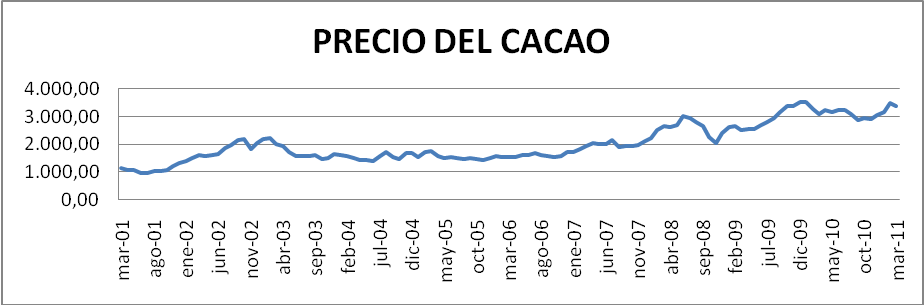 PRECIO DEL CACAO
4.000,00
3.000,00
2.000,00
1.000,00
0,00
mar-01
ago-01
ene-02
jun-02
nov-02
abr-03
sep-03
feb-04
jul-04
dic-04
may-05
oct-05
mar-06
ago-06
ene-07
jun-07
nov-07
abr-08
sep-08
feb-09
jul-09
dic-09
may-10
oct-10
mar-11